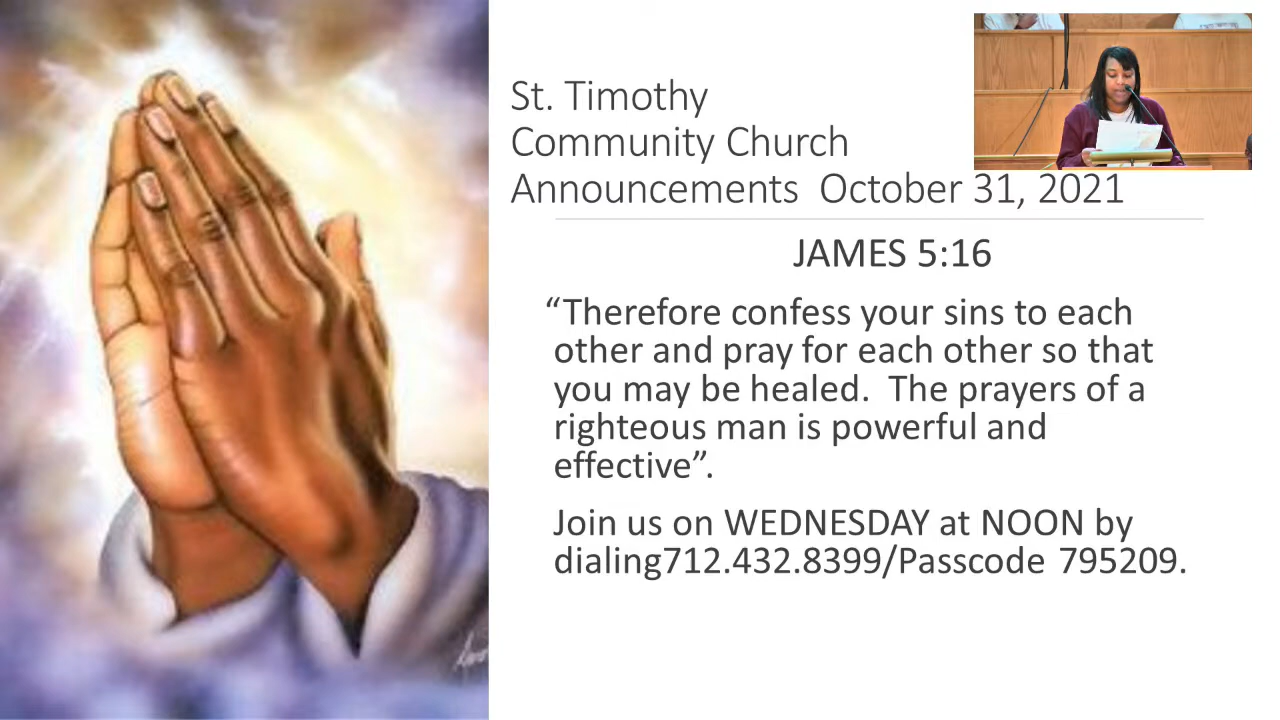 St. Timothy
Community Church
Announcements  October 31, 2021
JAMES 5:16
“Therefore confess your sins to each
other and pray for each other so that
you may be healed.  The prayers of a
righteous man is powerful and
effective”.
Join us on WEDNESDAY at NOON by
dialing712.432.8399/Passcode 795209.